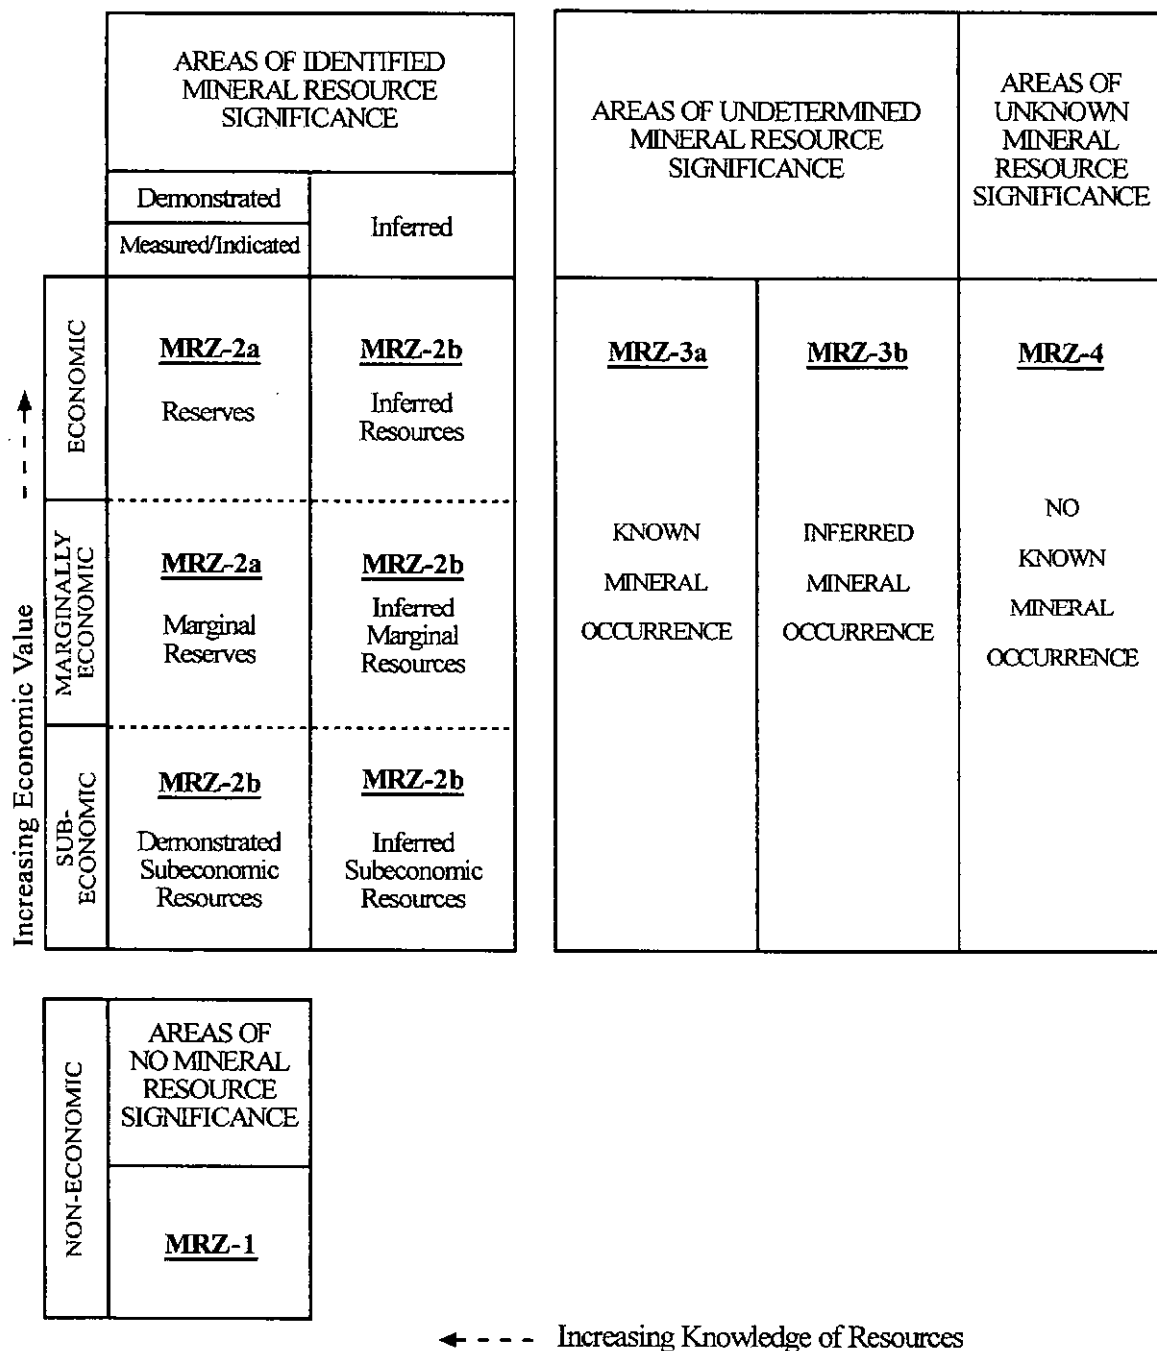 AREAS OF IDENTIFIED
MINERAL RESOURCE
SIGNIFICANCE
Demonstrated
Measured/Indicated
Inferred
AREAS OF UNDETERMINED
MINERAL RESOURCE
SIGNIFICANCE
AREAS OF
UNKNOWN
MINERAL
RESOURCE
SIGNIFICANCE
Increasing Economic Value
ECONOMIC
MRZ-2a
Reserves
MRZ-2b
Inferred
Resources
MARGINALLY
ECONOMIC
MRZ-2a
Marginal
Reserves
MRZ-2b
Inferred
Marginal
Resources
SUB-
ECONOMIC
MRZ-2b
Demonstrated
Subeconomic
Resources
MRZ-2b
Inferred
Subeconomic
Resources
MRZ-3a
KNOWN
MINERAL
OCCURRENCE
MRZ-3b
INFERRED
MINERAL
OCCURRENCE
MRZ-4
NO
KNOWN
MINERAL
OCCURRENCE
NON-ECONOMIC
AREAS OF
NO MINERAL
RESOURCE
SIGNIFICANCE
MRZ-1
Increasing Knowledge of Resources